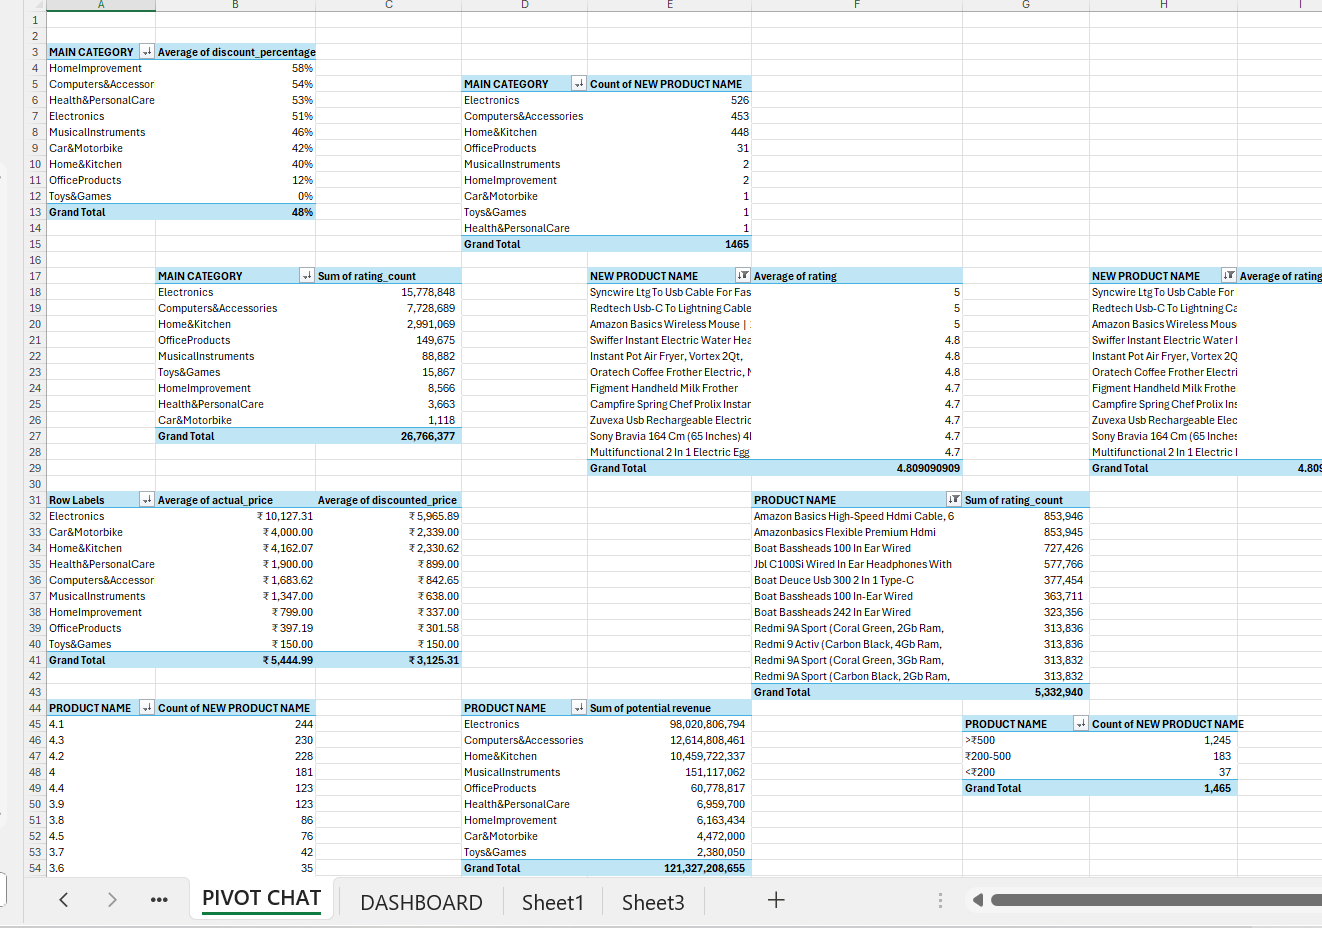 A B C D E F G H I
1
2
3 MAIN CATEGORY Average of discount_percentage
4 HomeImprovement 58%
5 Computers&Accessor 54% MAIN CATEGORY Count of NEW PRODUCT NAME
6 Health&PersonalCare 53% Electronics 526
7 Electronics 51% Computers&Accessories 453
8 MusicalInstruments 46% Home&Kitchen 448
9 Car&Motorbike 42% OfficeProducts 31
10 Home&Kitchen 40% MusicalInstruments 2
11 OfficeProducts 12% HomeImprovement 2
12 Toys&Games 0% Car&Motorbike 1
13 Grand Total 48% Toys&Games 1
14 Health&PersonalCare 1
15 Grand Total 1465
16
17 MAIN CATEGORY Sum of rating_count NEW PRODUCT NAME Average of rating NEW PRODUCT NAME Average of rating
18 Electronics 15,778,848 Syncwire Ltg To Usb Cable For Fas 5 Syncwire Ltg To Usb Cable For
19 Computers&Accessories 7,728,689 Redtech Usb-C To Lightning Cable 5 Redtech Usb-C To Lightning Ca
20 Home&Kitchen 2,991,069 Amazon Basics Wireless Mouse | 5 Amazon Basics Wireless Mous
21 OfficeProducts 149,675 Swiffer Instant Electric Water Hea 4.8 Swiffer Instant Electric Water
22 MusicalInstruments 88,882 Instant Pot Air Fryer, Vortex 2Qt, 4.8 Instant Pot Air Fryer, Vortex 2Q
23 Toys&Games 15,867 Oratech Coffee Frother Electric, 4.8 Oratech Coffee Frother Electri
24 HomeImprovement 8,566 Figment Handheld Milk Frother 4.7 Figment Handheld Milk Frothe
25 Health&PersonalCare 3,663 Campfire Spring Chef Prolix Instar 4.7 Campfire Spring Chef Prolix Ins
26 Car&Motorbike 1,118 Zuvexa Usb Rechargeable Electric 4.7 Zuvexa Usb Rechargeable Elec
27 Grand Total 26,766,377 Sony Bravia 164 Cm (65 Inches) 4 4.7 Sony Bravia 164 Cm (65 Inches
28 Multifunctional 2 In 1 Electric Egg 4.7 Multifunctional 2 In 1 Electric
29 Grand Total 4.809090909 Grand Total 4.809
30
31 Row Labels Average of actual_price Average of discounted_price PRODUCT NAME Sum of rating_count
32 Electronics ₹ 10,127.31 ₹ 5,965.89 Amazon Basics High-Speed Hdmi Cable, 6 853,946
33 Car&Motorbike ₹ 4,000.00 ₹ 2,339.00 Amazonbasics Flexible Premium Hdmi 853,945
34 Home&Kitchen ₹ 4,162.07 ₹ 2,330.62 Boat Bassheads 100 In Ear Wired 727,426
35 Health&PersonalCare ₹ 1,900.00 ₹ 899.00 Jbl C100Si Wired In Ear Headphones With 577,766
36 Computers&Accessor ₹ 1,683.62 ₹ 842.65 Boat Deuce Usb 300 2 In 1 Type-C 377,454
37 MusicalInstruments ₹ 1,347.00 ₹ 638.00 Boat Bassheads 100 In-Ear Wired 363,711
38 HomeImprovement ₹ 799.00 ₹ 337.00 Boat Bassheads 242 In Ear Wired 323,356
39 OfficeProducts ₹ 397.19 ₹ 301.58 Redmi 9A Sport (Coral Green, 2Gb Ram, 313,836
40 Toys&Games ₹ 150.00 ₹ 150.00 Redmi 9 Activ (Carbon Black, 4Gb Ram, 313,836
41 Grand Total ₹ 5,444.99 ₹ 3,125.31 Redmi 9A Sport (Coral Green, 3Gb Ram, 313,832
42 Redmi 9A Sport (Carbon Black, 2Gb Ram, 313,832
43 Grand Total 5,332,940
44 PRODUCT NAME Count of NEW PRODUCT NAME PRODUCT NAME Sum of potential revenue
45 4.1 244 Electronics 98,020,806,794 PRODUCT NAME Count of NEW PRODUCT NAME
46 4.3 230 Computers&Accessories 12,614,808,461 >₹500 1,245
47 4.2 228 Home&Kitchen 10,459,722,337 ₹200-500 183
48 4 181 MusicalInstruments 151,117,062 <₹200 37
49 4.4 123 OfficeProducts 60,778,817 Grand Total 1,465
50 3.9 123 Health&PersonalCare 6,959,700
51 3.8 86 HomeImprovement 6,163,434
52 4.5 76 Car&Motorbike 4,472,000
53 3.7 42 Toys&Games 2,380,050
54 3.6 35 Grand Total 121,327,208,655
PIVOT CHAT DASHBOARD Sheet1 Sheet3